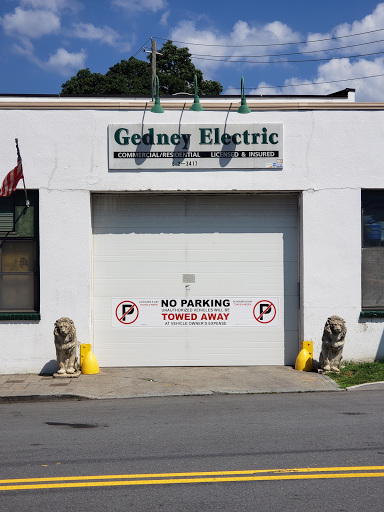 Gedney Electric
COMMERCIAL/RESIDENTIAL LICENSED & INSURED
NO PARKING
UNAUTHORIZED VEHICLES WILL BE
TOWED AWAY
AT VEHICLE OWNER'S EXPENSE